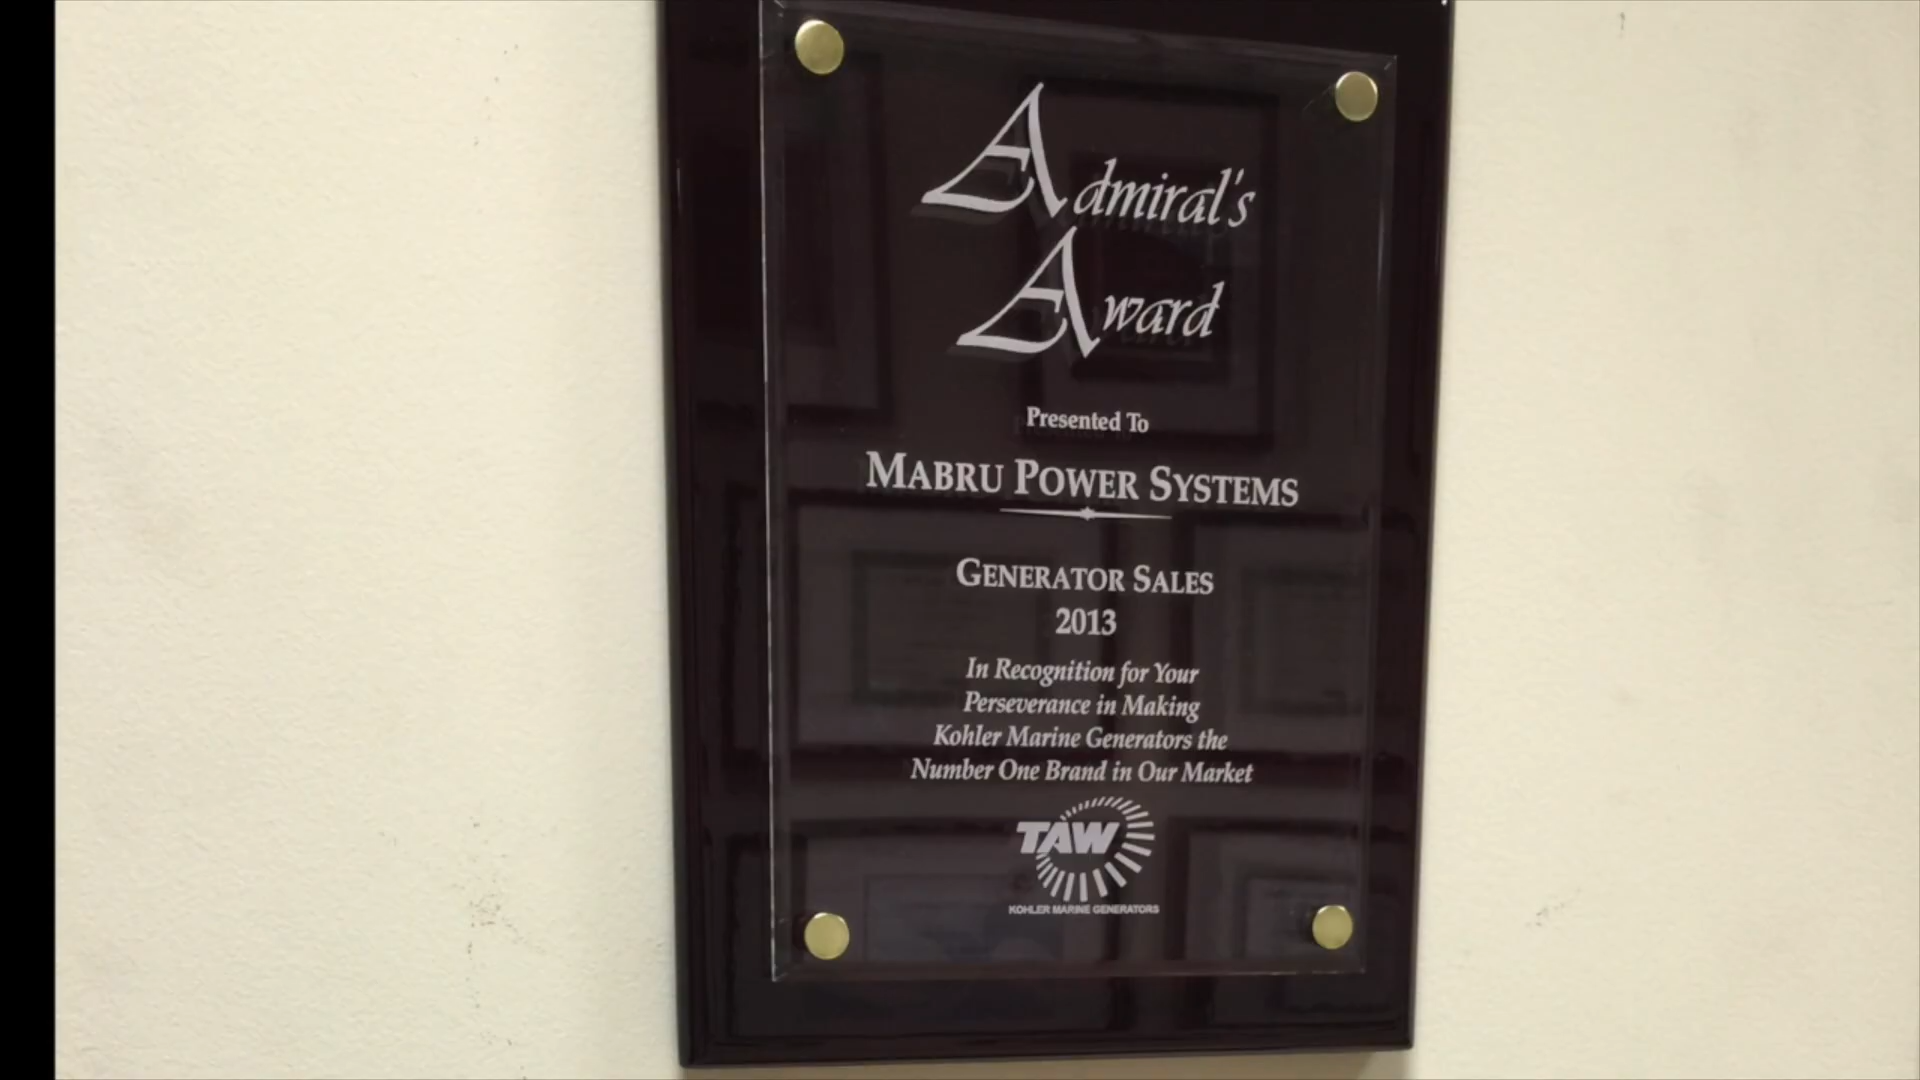 Admiral's
Award
Presented To
MABRU POWER SYSTEMS
GENERATOR SALES
2013
In Recognition for Your
Perseverance in Making
Kohler Marine Generators the
Number One Brand in Our Market
TAW
KOHLER MARINE GENERATORS